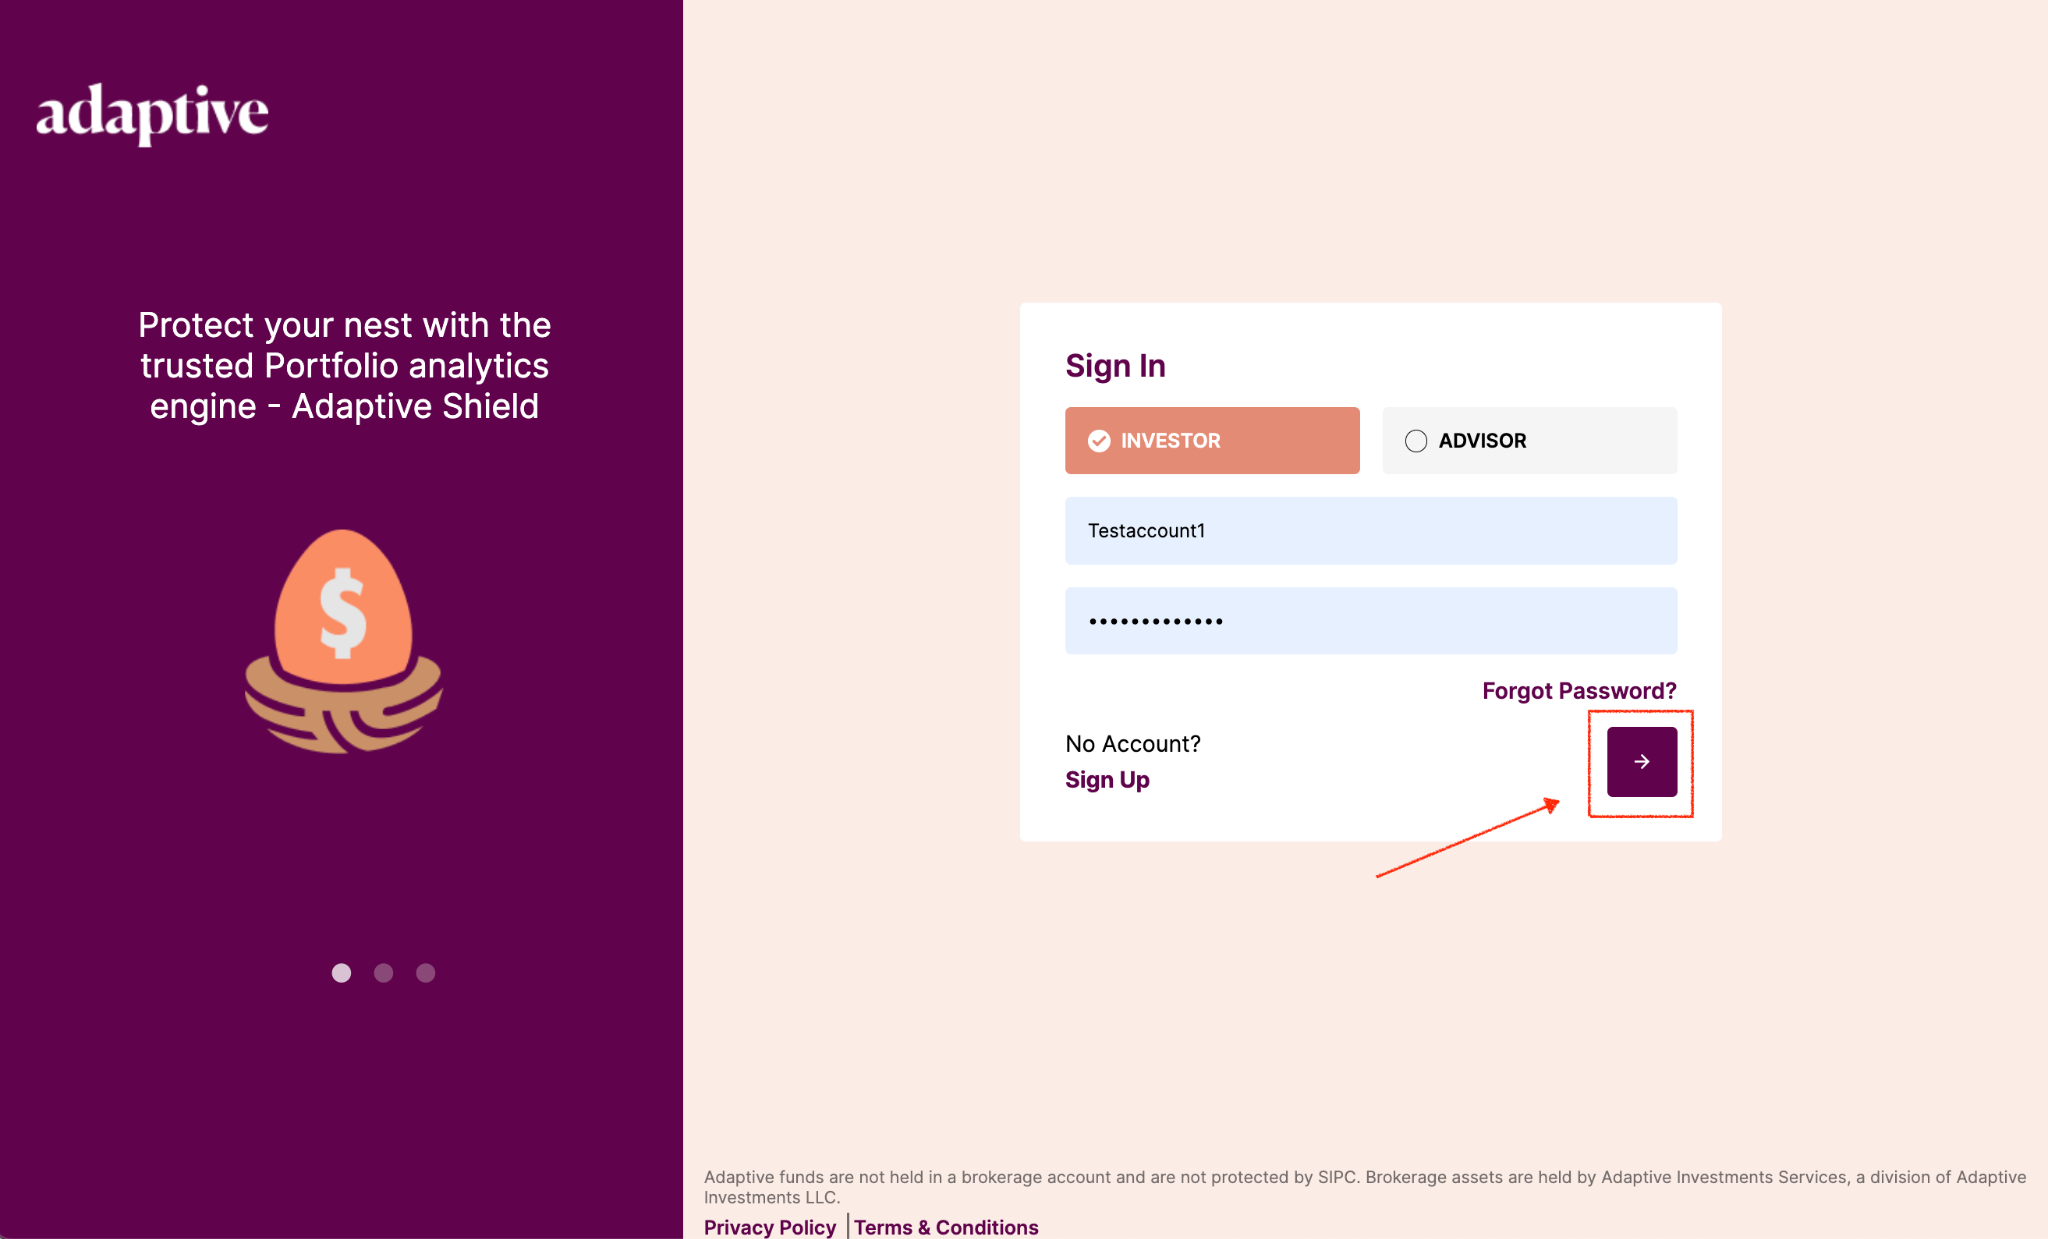 adaptive
Protect your nest with the
trusted Portfolio analytics
engine - Adaptive Shield
$
Sign In
INVESTOR
ADVISOR
Testaccount1
•••••••••••••
Forgot Password?
No Account?
Sign Up
Adaptive funds are not held in a brokerage account and are not protected by SIPC. Brokerage assets are held by Adaptive Investments Services, a division of Adaptive
Investments LLC.
Privacy Policy | Terms & Conditions